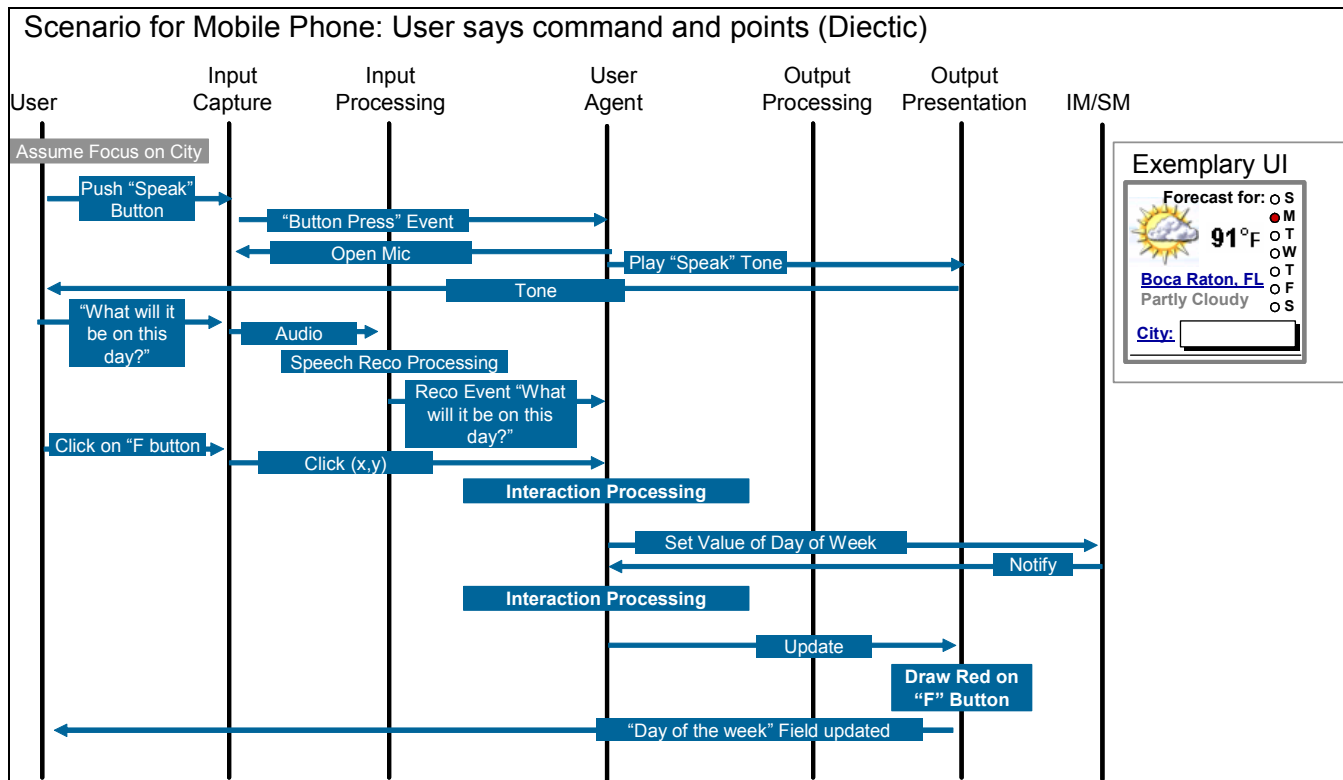 Scenario for Mobile Phone: User says command and points (Diectic)
User
Input
Capture
Input
Processing
User
Agent
Output
Processing
Output
Presentation
IM/SM
Assume Focus on City
Push “Speak”
Button
“Button Press” Event
Open Mic
Play “Speak” Tone
Tone
“What will it
be on this
day?”
Audio
Speech Reco Processing
Reco Event “What
will it be on this
day?”
Click on “F button
Click (x,y)
Interaction Processing
Set Value of Day of Week
Notify
Interaction Processing
Update
Draw Red on
“F” Button
“Day of the week” Field updated
Exemplary UI
Forecast for:
S
M
T
W
T
F
S
91°F
Boca Raton, FL
Partly Cloudy
City: